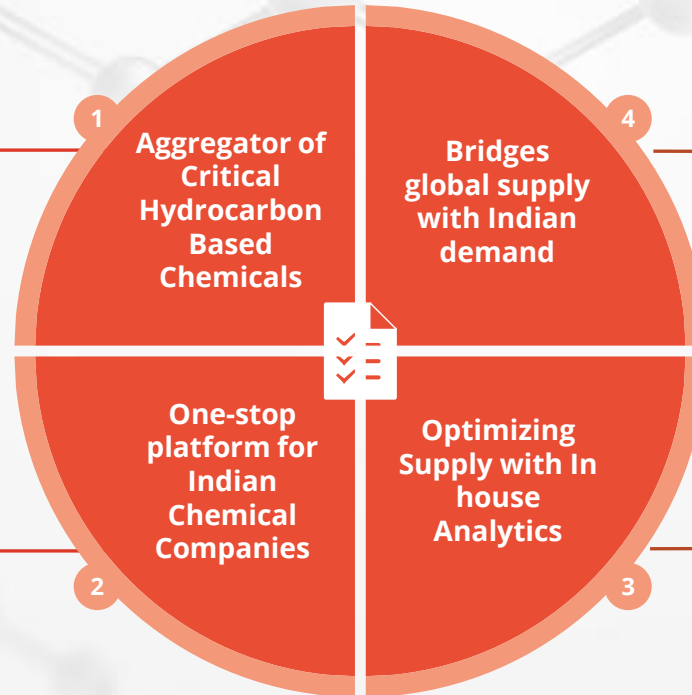 1
Aggregator of
Critical
Hydrocarbon
Based
Chemicals
4
Bridges
global supply
with Indian
demand
2
One-stop
platform for
Indian
Chemical
Companies
3
Optimizing
Supply with In
house
Analytics